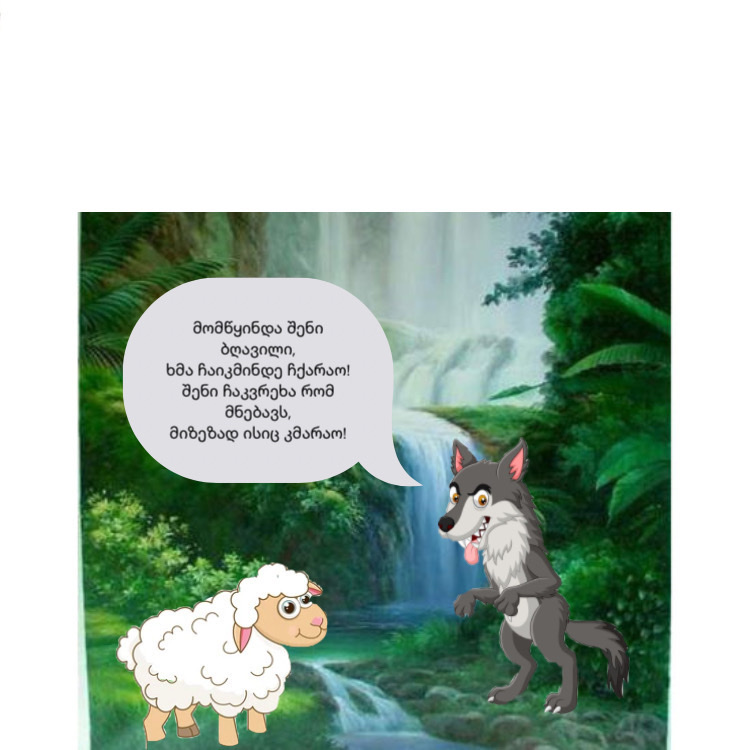 მომწყინდა შენი
ბღავილი,
ხმა ჩაიკმინდე ჩქარაო!
შენი ჩაკვრეხა რომ
მნებავს,
მიზეზად ისიც კმარაო!